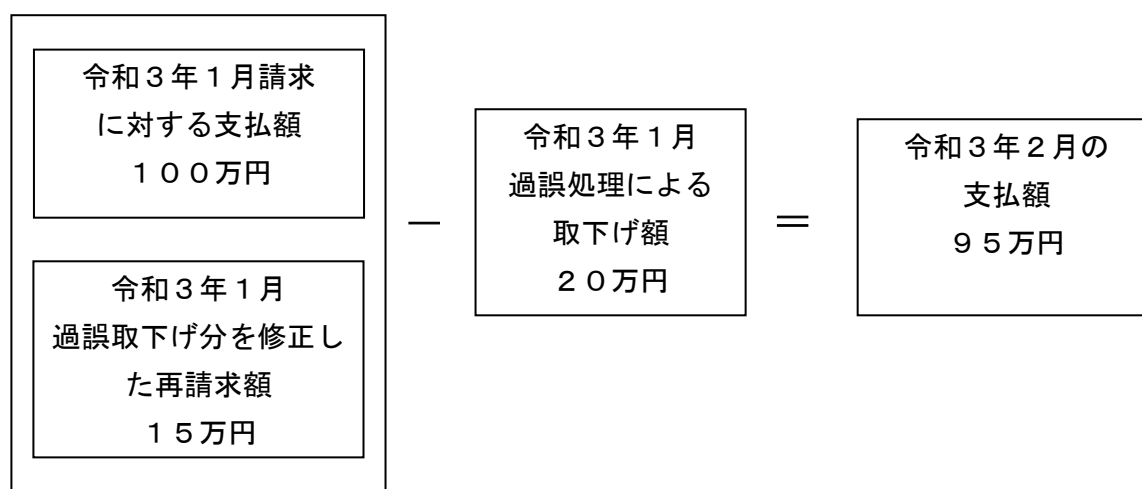 令和３年１月請求
に対する支払額
１００万円
令和３年１月
過誤取下げ分を修正し
た再請求額
１５万円
－
令和３年１月
過誤処理による
取下げ額
２０万円
＝
令和３年２月の
支払額
９５万円